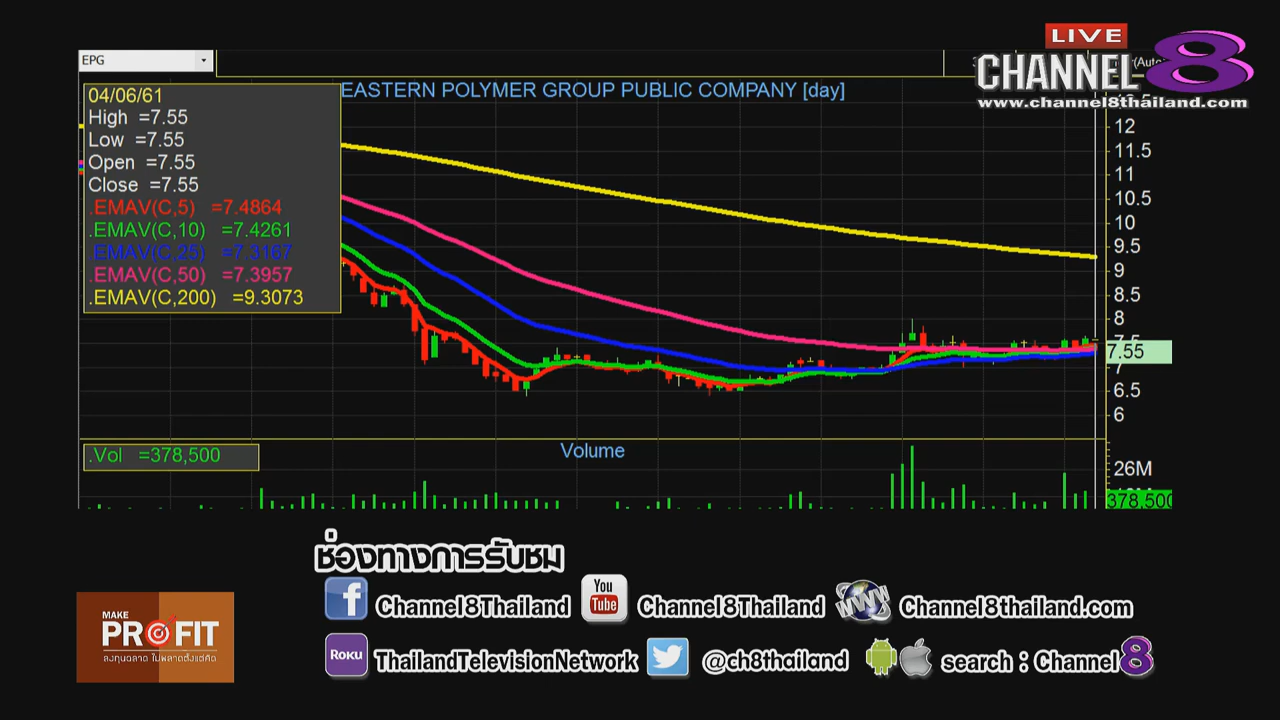 LIVE
CHANNEL 8
www.channel8thailand.com
EPG
EASTERN POLYMER GROUP PUBLIC COMPANY [day]
04/06/61
High =7.55
Low =7.55
Open =7.55
Close =7.55
.EMAV(C,5) =7.4864
.EMAV(C,10) =7.4261
.EMAV(C,25) =7.3167
.EMAV(C,50) =7.3957
.EMAV(C,200) =9.3073
12
11.5
11
10.5
10
9.5
9
8.5
8
7.55
7
6.5
6
.Vol =378,500
Volume
26M
378,500
ช่องทางการรับชม
f Channel8Thailand
You Tube Channel8Thailand
WWW Channel8thailand.com
ROKU ThailandTelevisionNetwork
@ch8thailand
search : Channel 8
MAKE
PROFIT
ลงทุนฉลาด ไม่พลาดตั้งแต่คิด